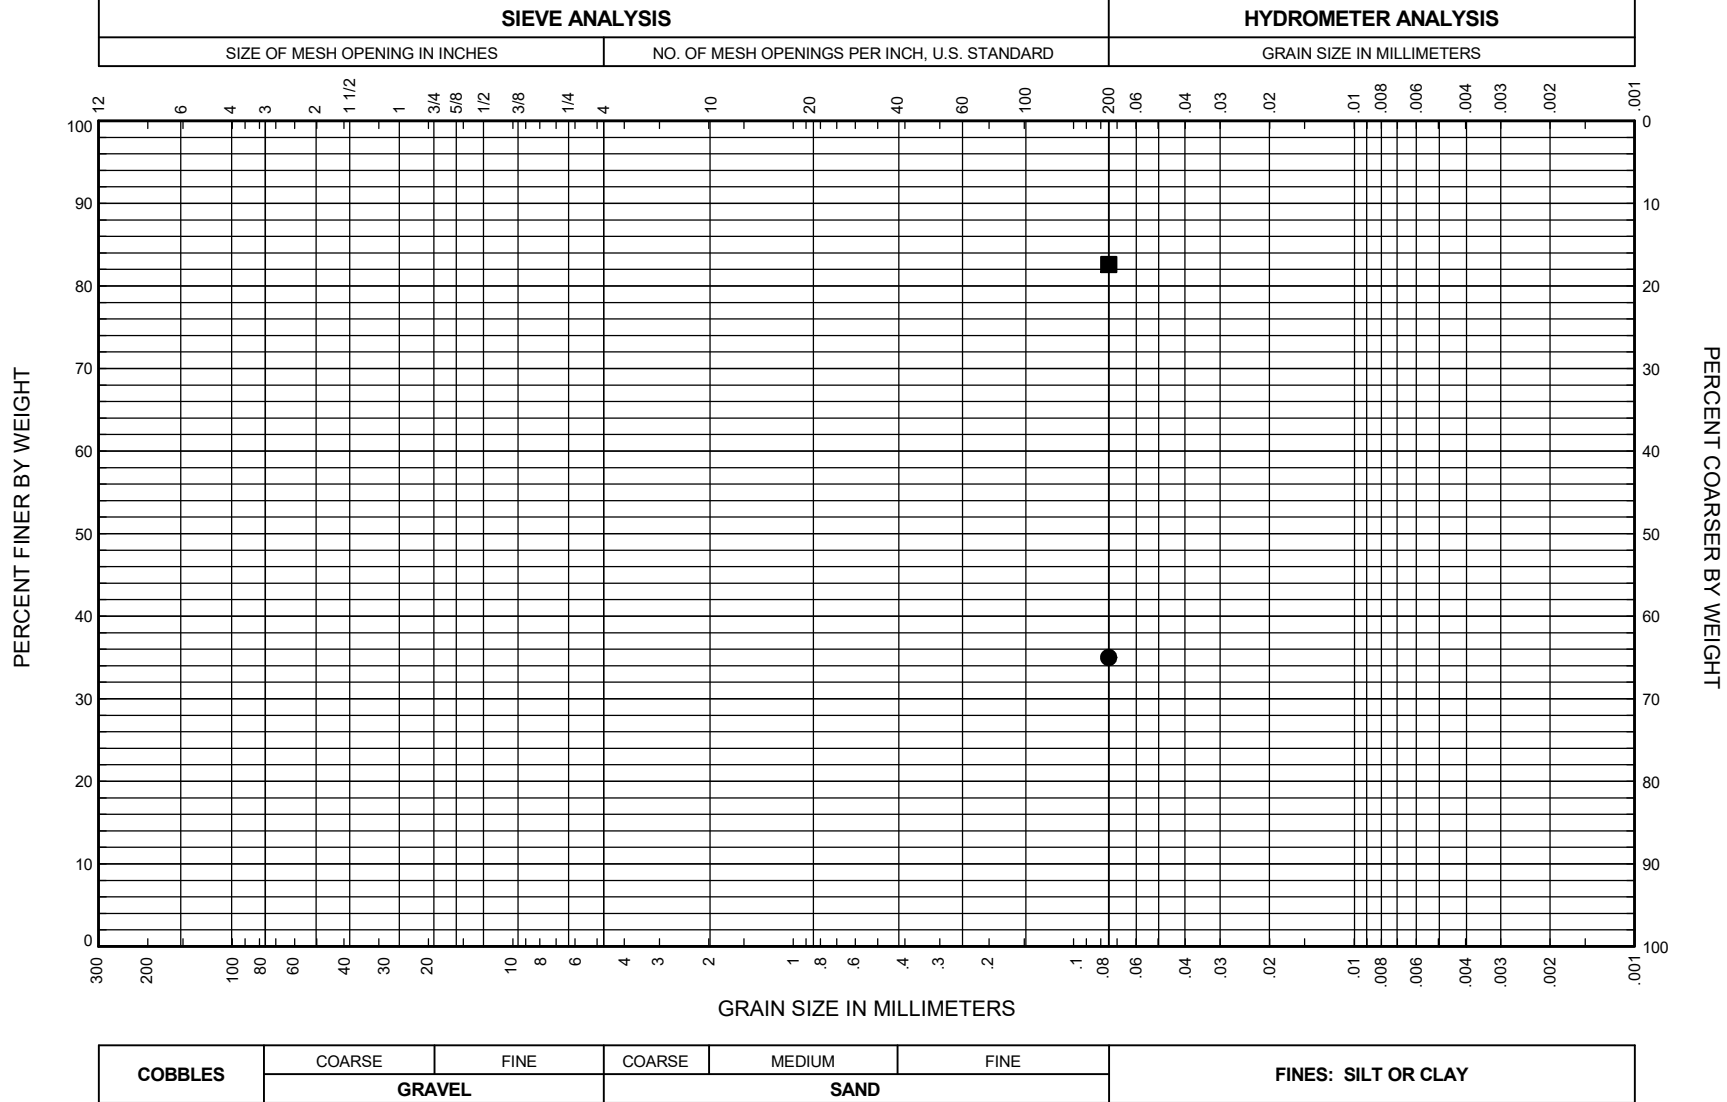 SIEVE ANALYSIS HYDROMETER ANALYSIS
SIZE OF MESH OPENING IN INCHES NO. OF MESH OPENINGS PER INCH, U.S. STANDARD GRAIN SIZE IN MILLIMETERS
12 6 4 3 2 1 1/2 1 3/4 5/8 1/2 3/8 1/4 4 10 20 40 60 100 200 .06 .04 .03 .02 .01 .008 .006 .004 .003 .002 .001
100 0
90 10
80 20
70 30
60 40
50 50
40 60
30 70
20 80
10 90
0 100
PERCENT FINER BY WEIGHT
PERCENT COARSER BY WEIGHT
300 200 100 80 60 40 30 20 10 8 6 4 3 2 1 .8 .6 .4 .3 .2 .1 .08 .06 .04 .03 .02 .01 .008 .006 .004 .003 .002 .001
GRAIN SIZE IN MILLIMETERS
COBBLES COARSE FINE COARSE MEDIUM FINE FINES: SILT OR CLAY
GRAVEL SAND